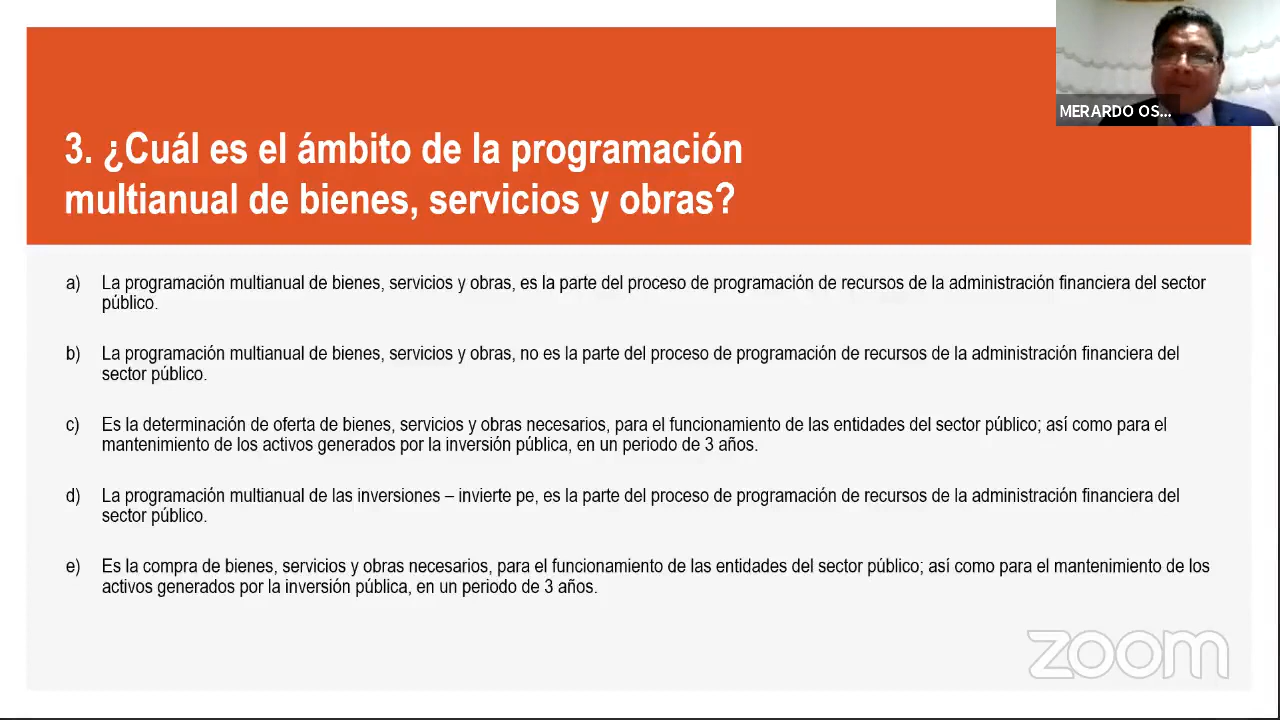 MERARDO OS...
3. ¿Cuál es el ámbito de la programación
multianual de bienes, servicios y obras?
a) La programación multianual de bienes, servicios y obras, es la parte del proceso de programación de recursos de la administración financiera del sector
público.
b) La programación multianual de bienes, servicios y obras, no es la parte del proceso de programación de recursos de la administración financiera del
sector público.
c) Es la determinación de oferta de bienes, servicios y obras necesarios, para el funcionamiento de las entidades del sector público; así como para el
mantenimiento de los activos generados por la inversión pública, en un periodo de 3 años.
d) La programación multianual de las inversiones – invierte pe, es la parte del proceso de programación de recursos de la administración financiera del
sector público.
e) Es la compra de bienes, servicios y obras necesarios, para el funcionamiento de las entidades del sector público; así como para el mantenimiento de los
activos generados por la inversión pública, en un periodo de 3 años.
zoom